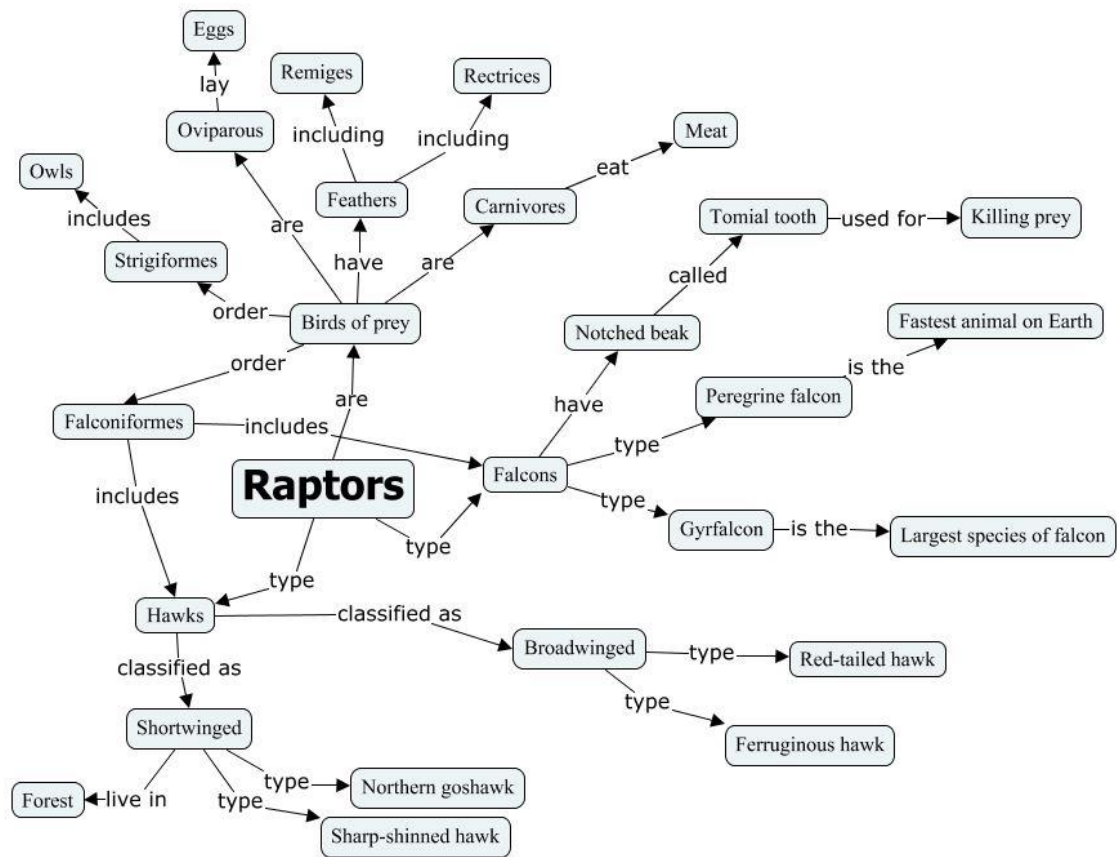 Eggs
lay
Remiges
Rectrices
Oviparous
including
including
Meat
eat
Owls
includes
Feathers
Carnivores
Tomial tooth
used for
Killing prey
are
Strigiformes
have
are
called
order
Birds of prey
Notched beak
Fastest animal on Earth
order
is the
are
have
Peregrine falcon
Falconiformes
includes
type
Raptors
Falcons
includes
type
Gyrfalcon
is the
Largest species of falcon
type
type
Hawks
classified as
Broadwinged
type
Red-tailed hawk
classified as
type
Shortwinged
Ferruginous hawk
type
Northern goshawk
Forest
live in
type
Sharp-shinned hawk